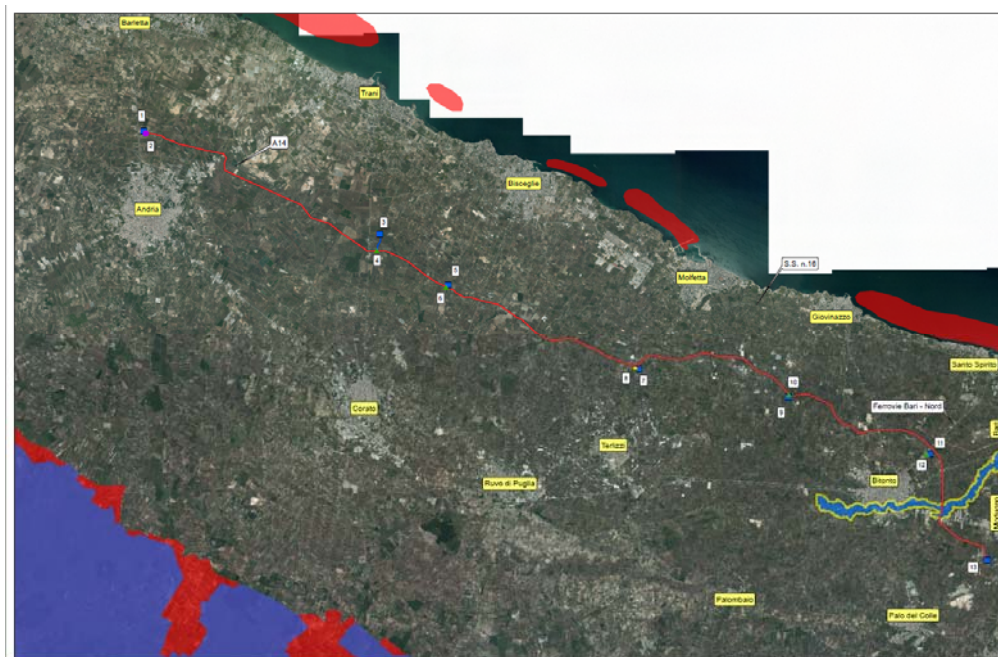 Barletta
Trani
1
2
A14
Bisceglie
Andria
3
4
5
6
Molfetta
S.S. n.16
Giovinazzo
Santo Spirito
8
7
10
9
Corato
Ferrovie Bari - Nord
Terlizzi
11
12
Bitonto
Ruvo di Puglia
13
Palombaio
Palo del Colle